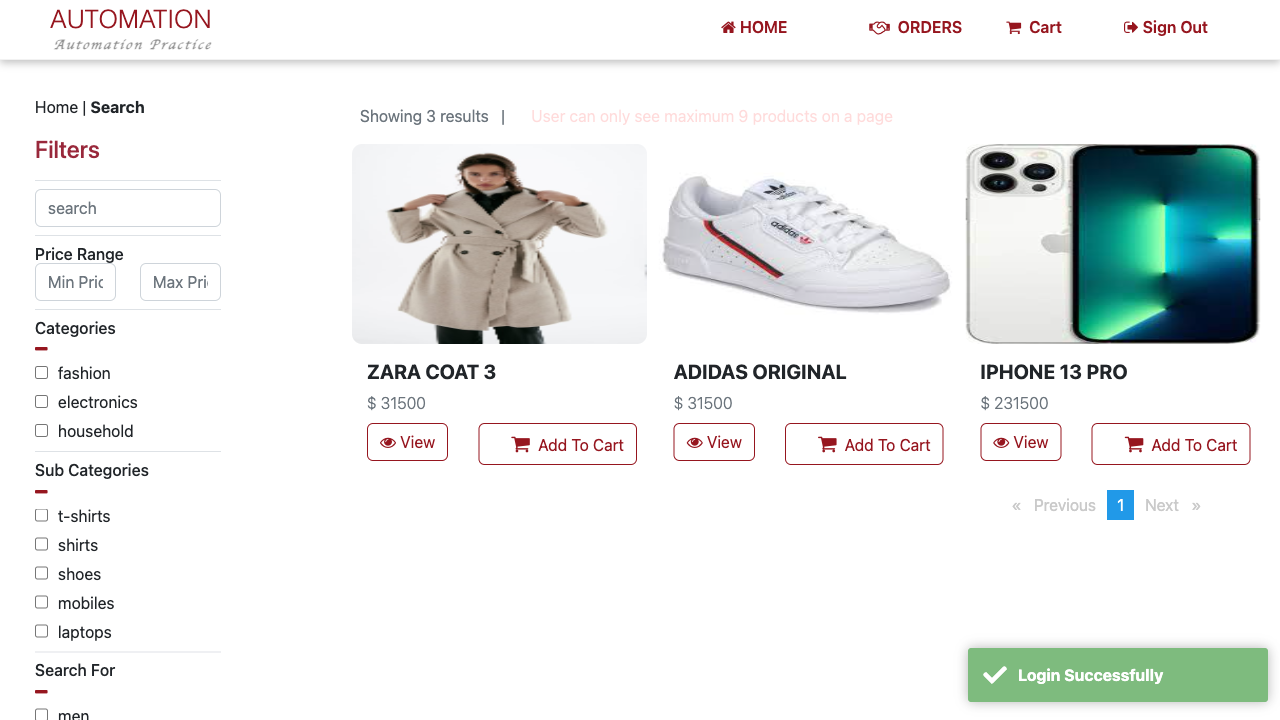 AUTOMATION
Automation Practice
HOME
ORDERS
Cart
Sign Out
Home | Search
Filters
search
Price Range
Min Pric
Max Pri
Categories
fashion
electronics
household
Sub Categories
t-shirts
shirts
shoes
mobiles
laptops
Search For
men
Showing 3 results |
User can only see maximum 9 products on a page
adidas
adidas
ZARA COAT 3
$ 31500
View
Add To Cart
ADIDAS ORIGINAL
$ 31500
View
Add To Cart
IPHONE 13 PRO
$ 231500
View
Add To Cart
« Previous 1 Next »
Login Successfully